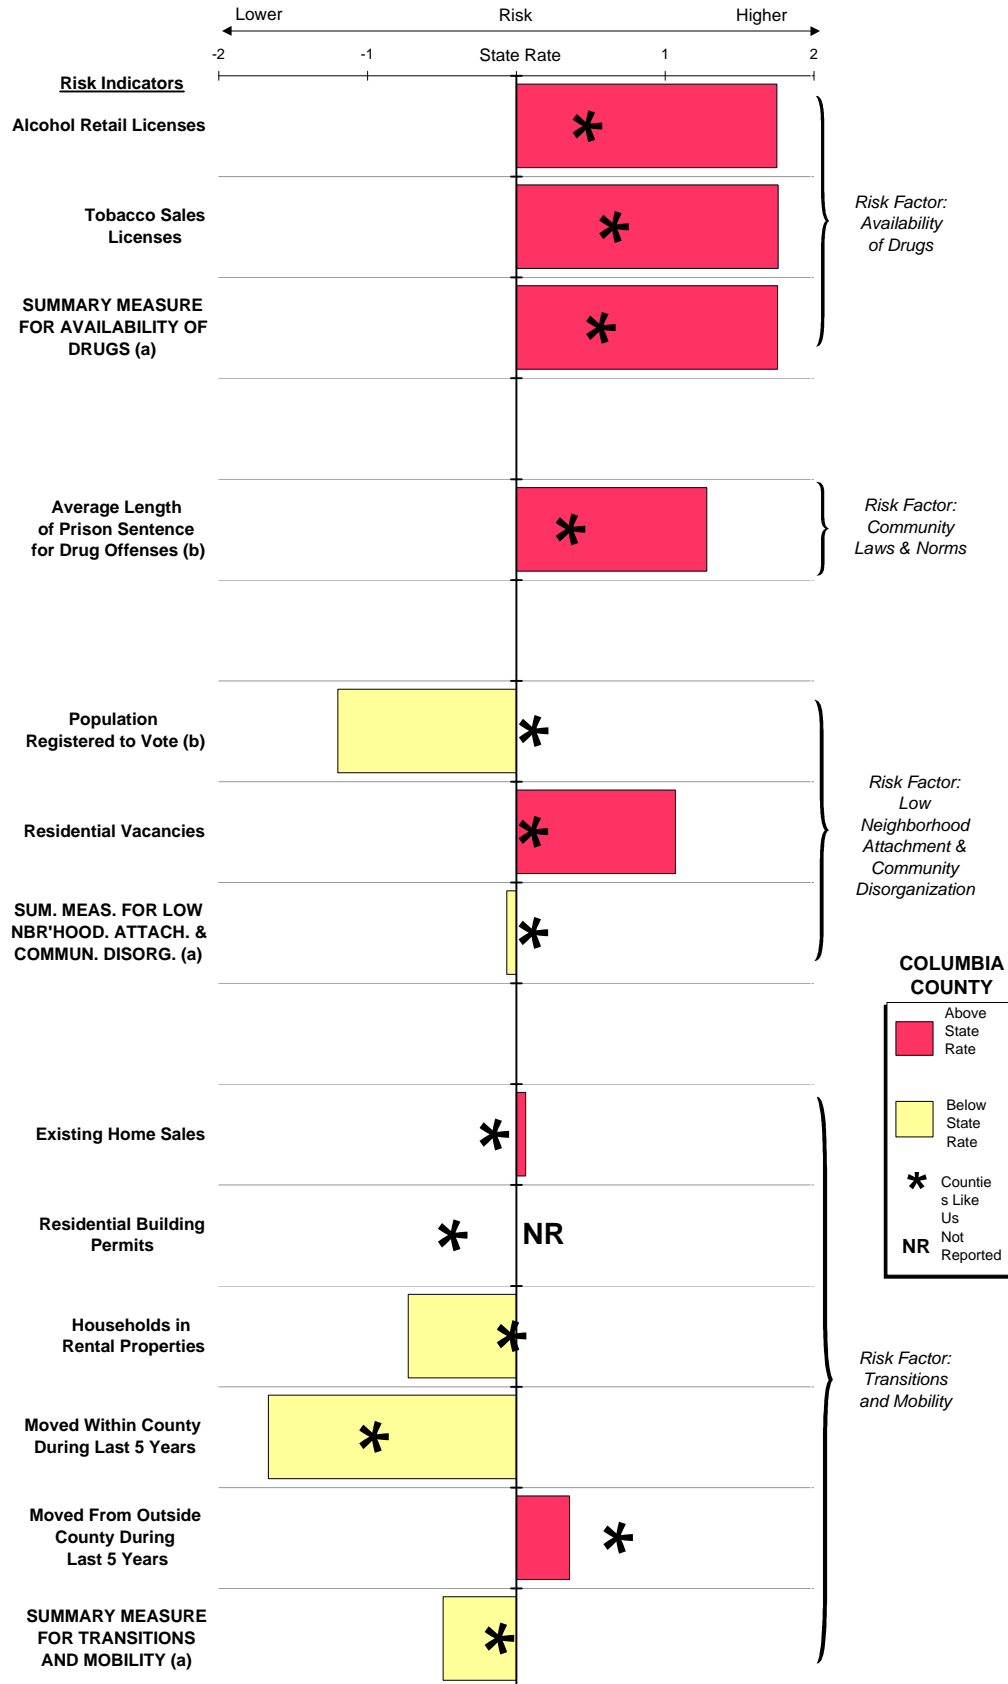 Lower Risk Higher
-2 -1 State Rate 1 2
Risk Indicators
Alcohol Retail Licenses
Tobacco Sales
Licenses
SUMMARY MEASURE
FOR AVAILABILITY OF
DRUGS (a)
Risk Factor:
Availability
of Drugs
Average Length
of Prison Sentence
for Drug Offenses (b)
Risk Factor:
Community
Laws & Norms
Population
Registered to Vote (b)
Residential Vacancies
SUM. MEAS. FOR LOW
NBR'HOOD. ATTACH. &
COMMUN. DISORG. (a)
Risk Factor:
Low
Neighborhood
Attachment &
Community
Disorganization
COLUMBIA
COUNTY
Above
State
Rate
Below
State
Rate
* Countie
s Like
Us
NR Not
Reported
Existing Home Sales
*
Residential Building
Permits
* NR
Households in
Rental Properties
Moved Within County
During Last 5 Years
Moved From Outside
County During
Last 5 Years
SUMMARY MEASURE
FOR TRANSITIONS
AND MOBILITY (a)
Risk Factor:
Transitions
and Mobility